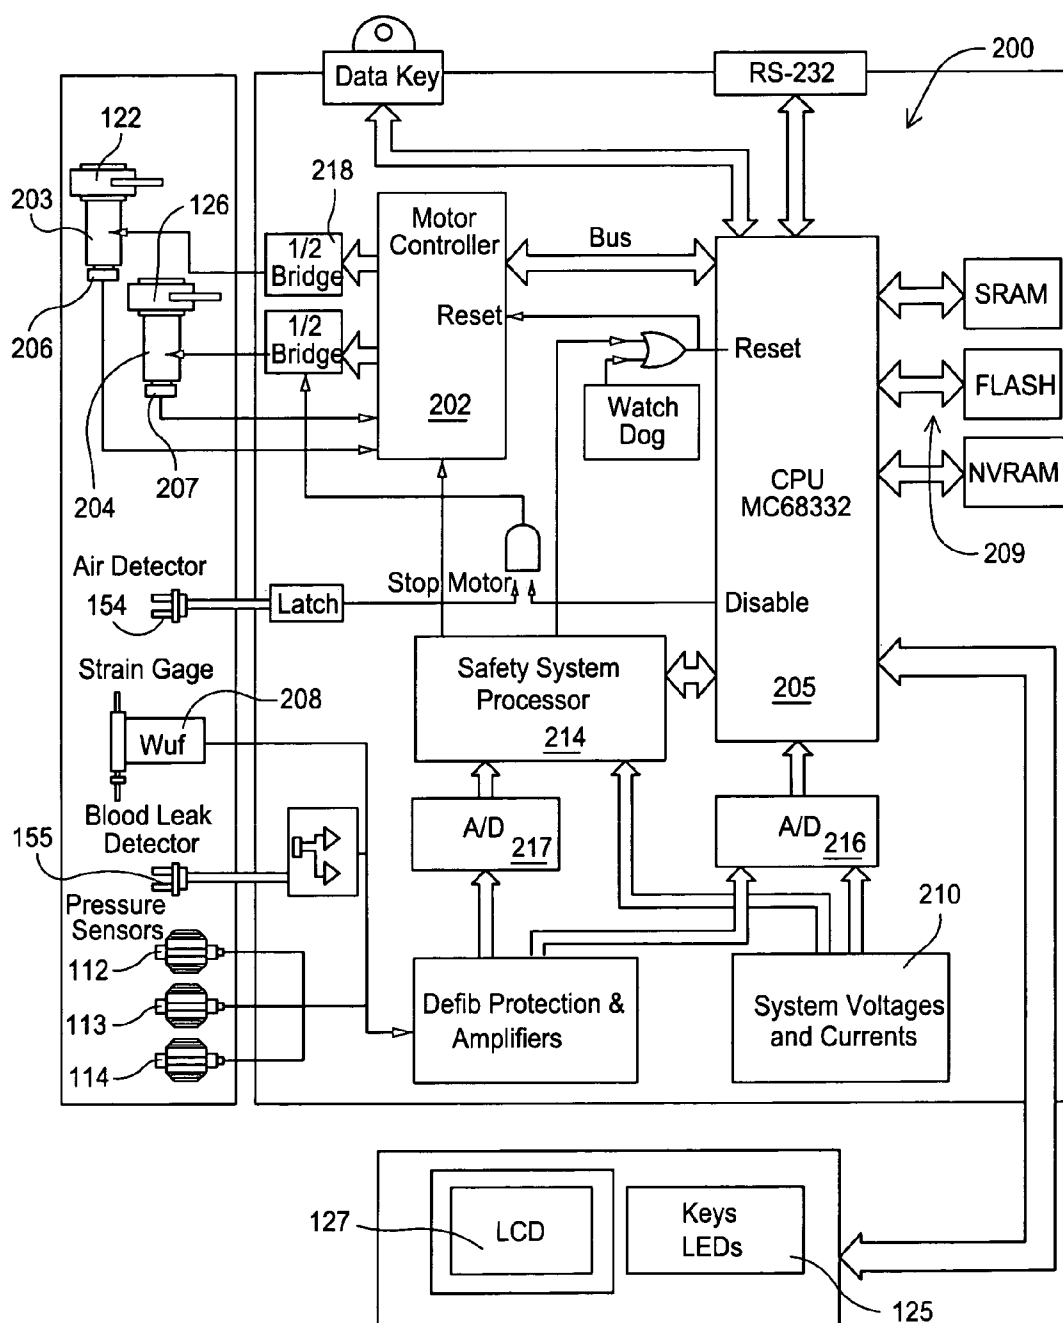 Data Key
RS-232
200
122
203
126
218
1/2
Bridge
Motor
Controller
Bus
Reset
1/2
Bridge
202
206
204
207
Reset
Watch
Dog
SRAM
FLASH
NVRAM
209
CPU
MC68332
Air Detector
154
Latch
Stop Motor
Disable
205
Strain Gage
208
Wuf
Safety System
Processor
214
Blood Leak
Detector
155
A/D
217
A/D
216
Pressure
Sensors
112
113
114
210
Defib Protection &
Amplifiers
System Voltages
and Currents
127
LCD
Keys
LEDs
125